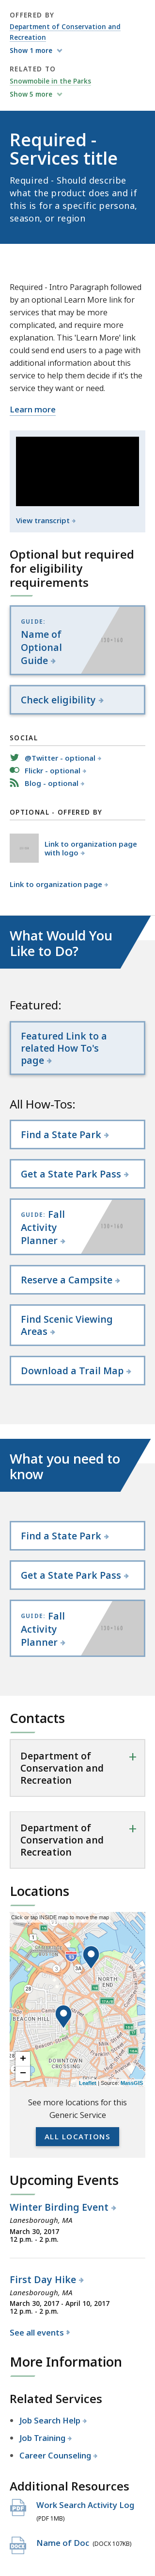 OFFERED BY
Department of Conservation and
Recreation
Show 1 more
RELATED TO
Snowmobile in the Parks
Show 5 more
Required -
Services title
Required - Should describe
what the product does and if
this is for a specific persona,
season, or region
Required - Intro Paragraph followed
by an optional Learn More link for
services that may be more
complicated, and require more
explanation. This 'Learn More' link
could send end users to a page with
additional information about this
topic to help them decide if it's the
service they want or need.
Learn more
View transcript
Optional but required
for eligibility
requirements
GUIDE:
Name of
Optional
Guide
Check eligibility
SOCIAL
@Twitter - optional
Flickr - optional
Blog - optional
OPTIONAL - OFFERED BY
Link to organization page
with logo
Link to organization page
What Would You
Like to Do?
Featured:
Featured Link to a
related How To's
page
All How-Tos:
Find a State Park
Get a State Park Pass
GUIDE: Fall
Activity
Planner
Reserve a Campsite
Find Scenic Viewing
Areas
Download a Trail Map
What you need to
know
Find a State Park
Get a State Park Pass
GUIDE: Fall
Activity
Planner
Contacts
Department of
Conservation and
Recreation
Department of
Conservation and
Recreation
Locations
Click or tap INSIDE map to move the map
NORTH
END
BEACON HILL
DOWNTOWN
CROSSING
+
−
Leaflet | Source: MassGIS
See more locations for this
Generic Service
ALL LOCATIONS
Upcoming Events
Winter Birding Event
Lanesborough, MA
March 30, 2017
12 p.m. - 2 p.m.
First Day Hike
Lanesborough, MA
March 30, 2017 - April 10, 2017
12 p.m. - 2 p.m.
See all events
More Information
Related Services
Job Search Help
Job Training
Career Counseling
Additional Resources
Work Search Activity Log
(PDF 1MB)
Name of Doc (DOCX 107KB)